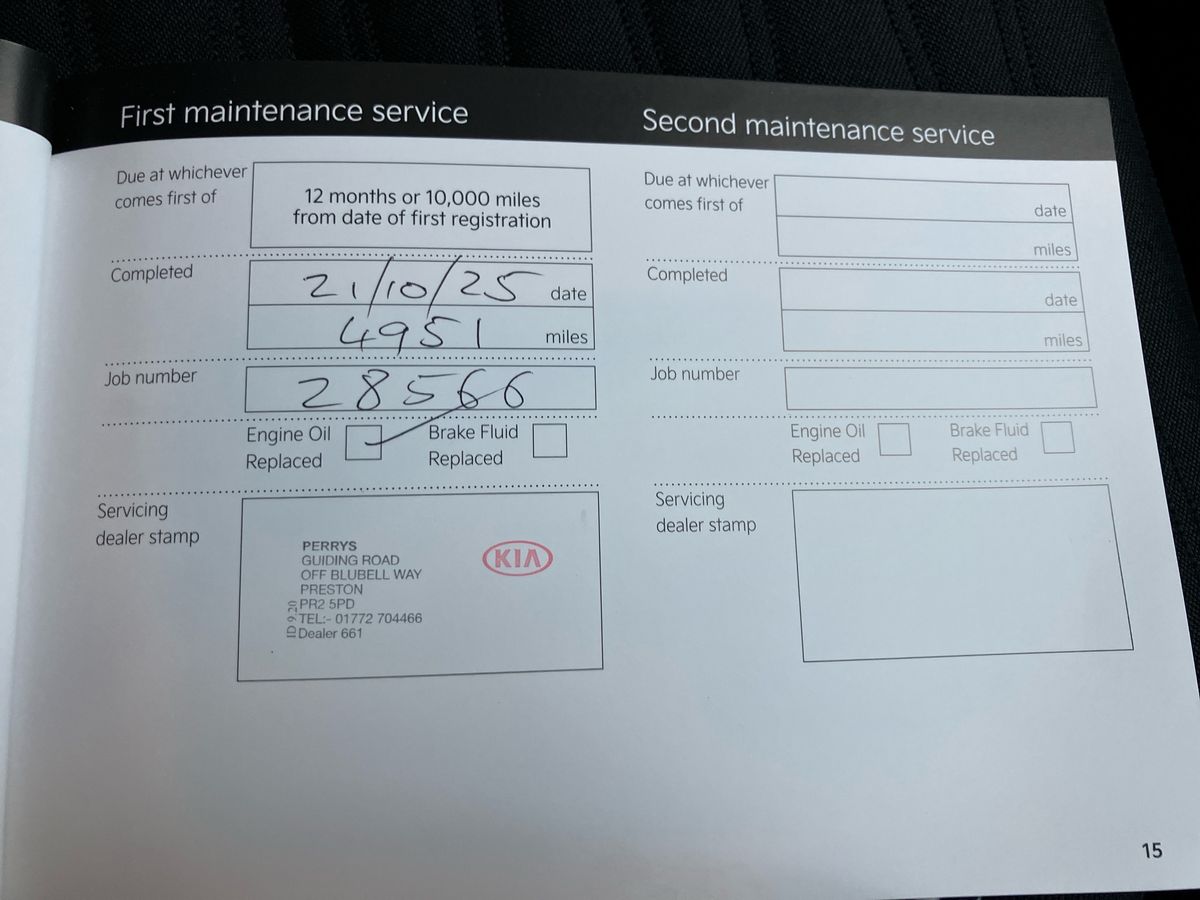 First maintenance service
Due at whichever
comes first of
12 months or 10,000 miles
from date of first registration
Completed
21/10/25 date
4951 miles
Job number
28566
Engine Oil
Replaced
Brake Fluid
Replaced
Servicing
dealer stamp
PERRYS
GUIDING ROAD
OFF BLUBELL WAY
PRESTON
PR2 5PD
TEL:- 01772 704466
Dealer 661
KIA
Second maintenance service
Due at whichever
comes first of
date
miles
Completed
date
miles
Job number
Engine Oil
Replaced
Brake Fluid
Replaced
Servicing
dealer stamp
15